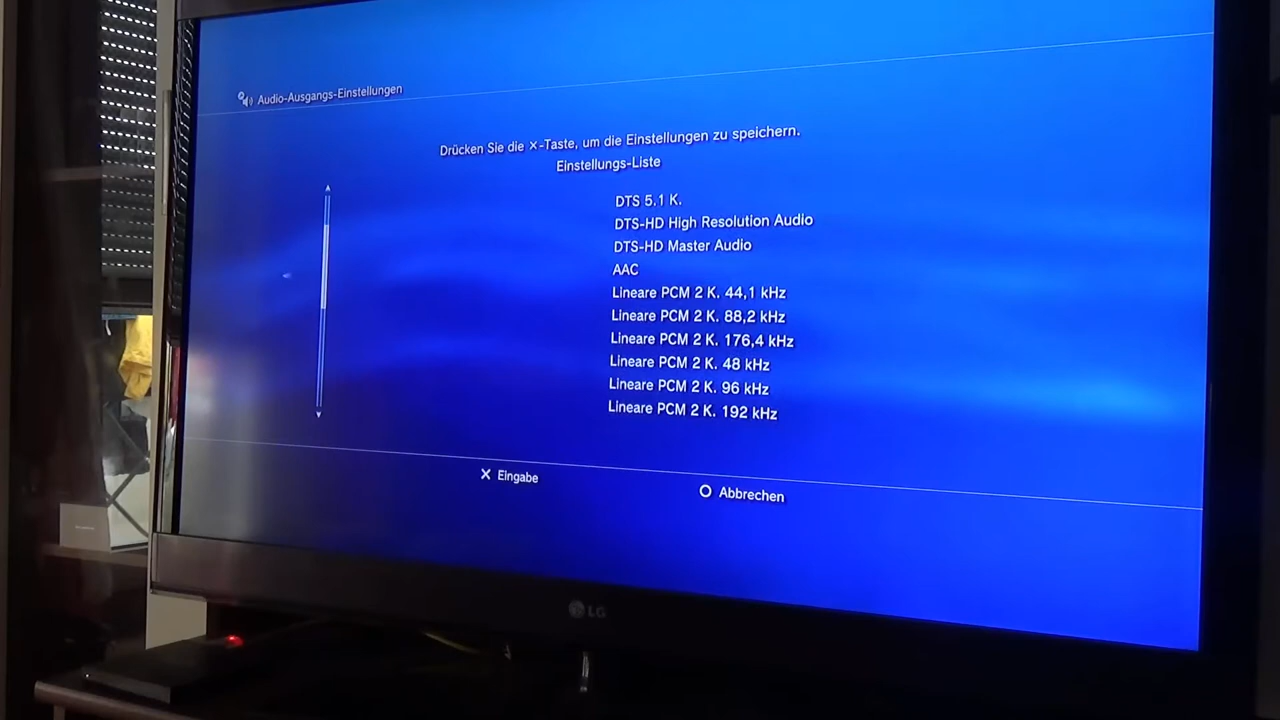 Audio-Ausgangs-Einstellungen
Drücken Sie die ✕-Taste, um die Einstellungen zu speichern.
Einstellungs-Liste
DTS 5.1 K.
DTS-HD High Resolution Audio
DTS-HD Master Audio
AAC
Lineare PCM 2 K. 44,1 kHz
Lineare PCM 2 K. 88,2 kHz
Lineare PCM 2 K. 176,4 kHz
Lineare PCM 2 K. 48 kHz
Lineare PCM 2 K. 96 kHz
Lineare PCM 2 K. 192 kHz
✕ Eingabe
○ Abbrechen
LG